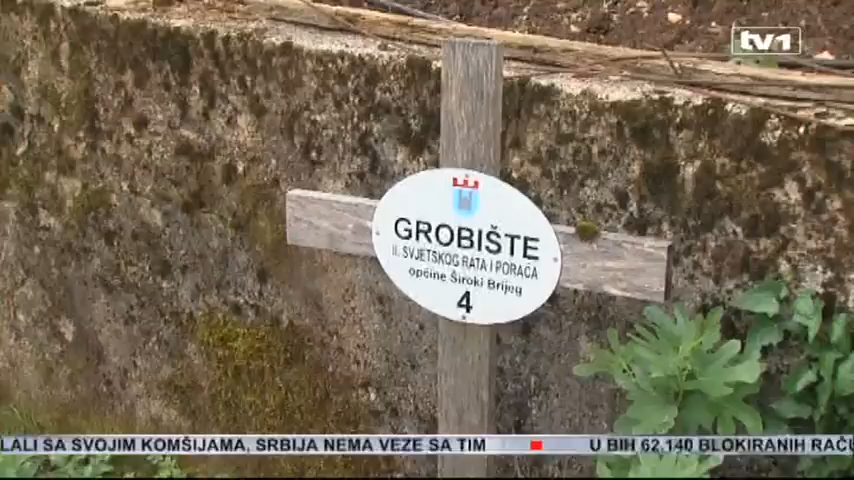 tv1
GROBIŠTE
II. SVJETSKOG RATA I PORAĆA
općine Široki Brijeg
4
LALI SA SVOJIM KOMŠIJAMA, SRBIJA NEMA VEZE SA TIM
U BIH 62.140 BLOKIRANIH RAČU